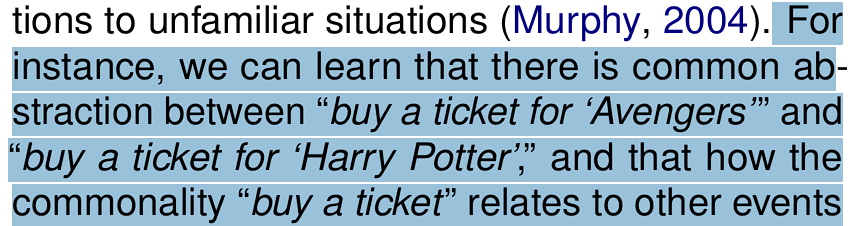 tions to unfamiliar situations (Murphy, 2004). For
instance, we can learn that there is common ab-
straction between “buy a ticket for ‘Avengers’” and
“buy a ticket for ‘Harry Potter’,” and that how the
commonality “buy a ticket” relates to other events